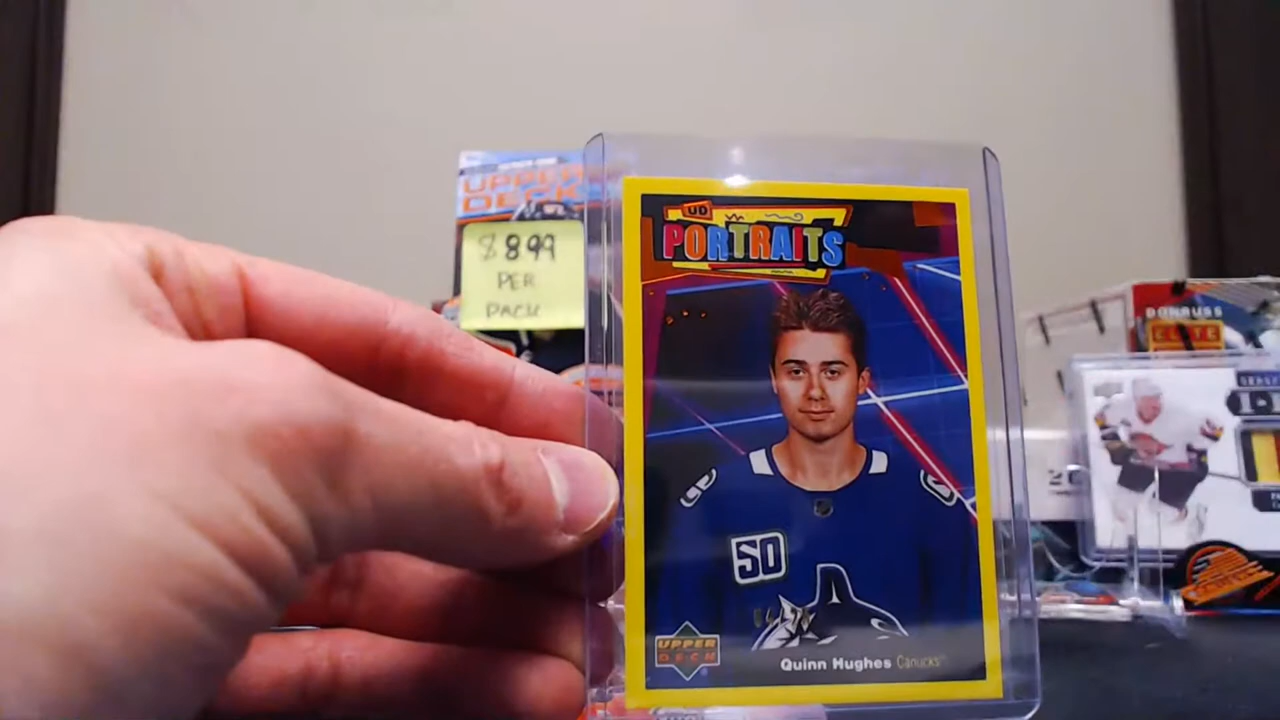 UPPER
DECK
$8.99
PER
PACK
UD
PORTRAITS
50
UPPER
DECK
Quinn Hughes Canucks
DONRUSS
ELITE